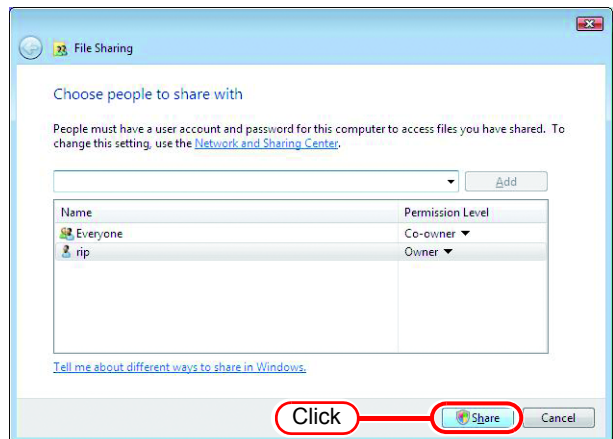 File Sharing
Choose people to share with
People must have a user account and password for this computer to access files you have shared. To
change this setting, use the Network and Sharing Center.
Add
Name Permission Level
Everyone Co-owner
rip Owner
Tell me about different ways to share in Windows.
Click Share Cancel